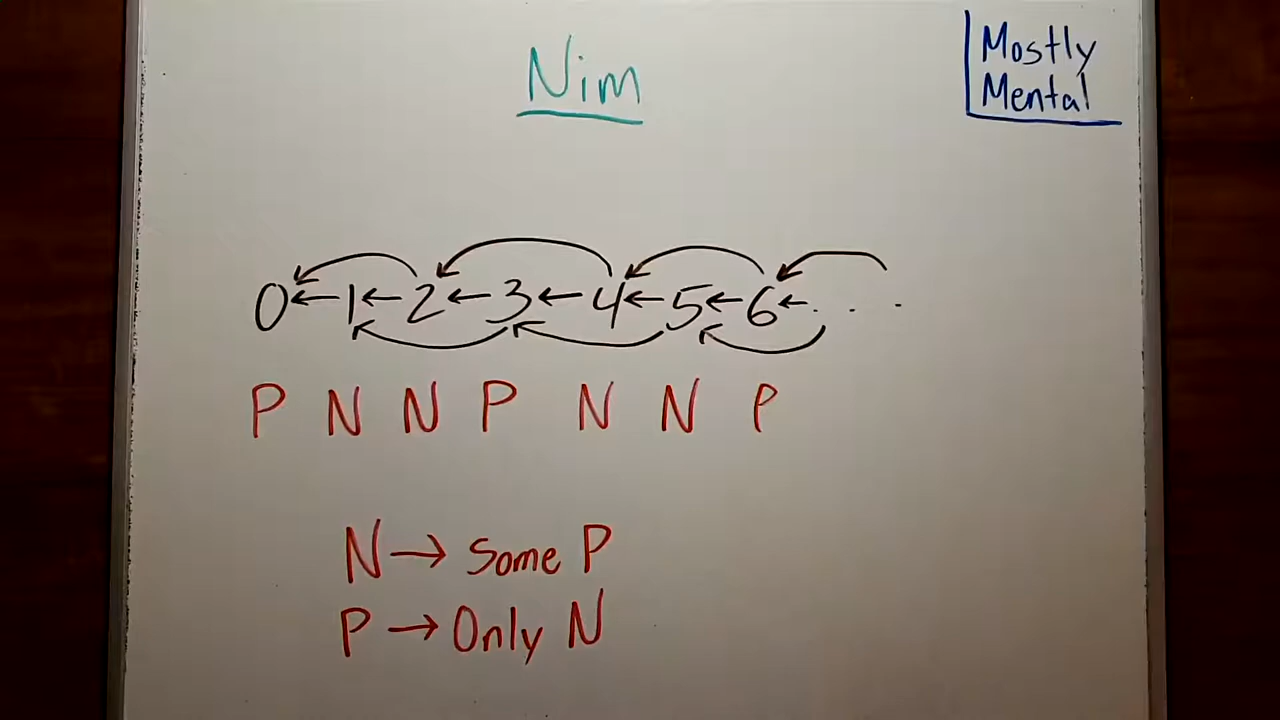 Nim
Mostly
Mental
0 ← 1 ← 2 ← 3 ← 4 ← 5 ← 6 ← . . .
P N N P N N P
N → Some P
P → Only N